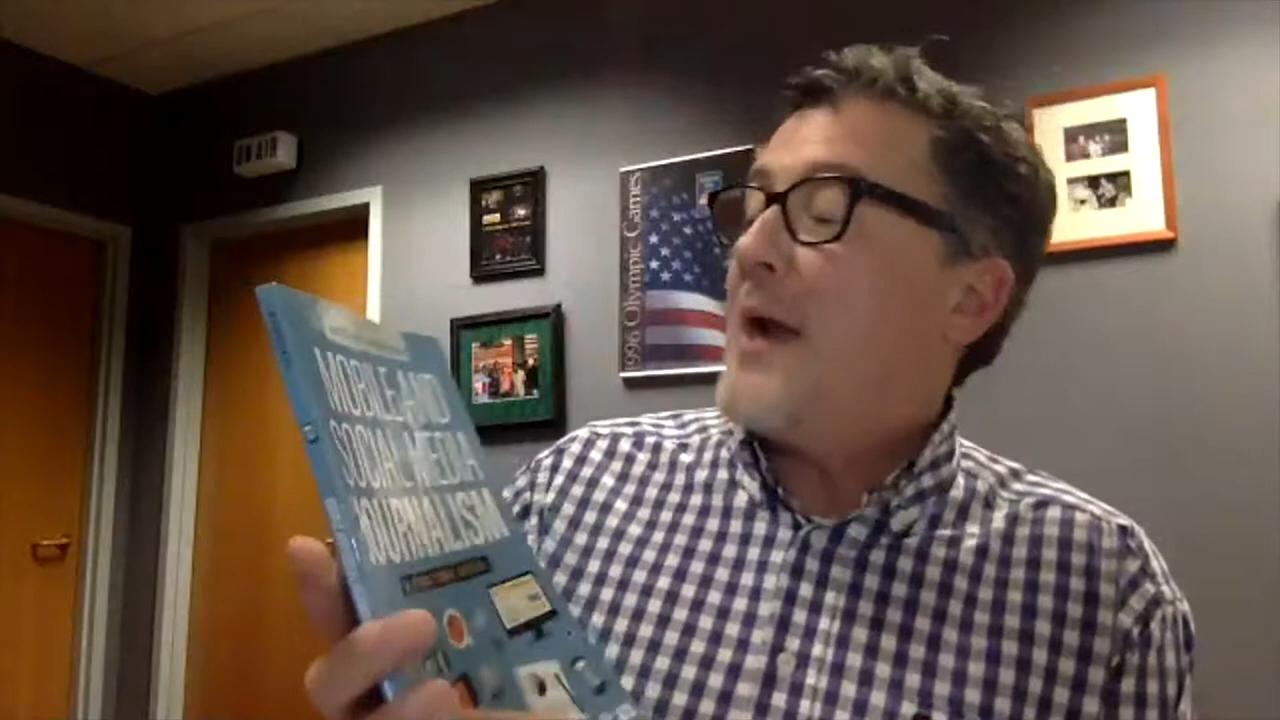 ON AIR
1996 Olympic Games
MOBILE AND
SOCIAL MEDIA
JOURNALISM